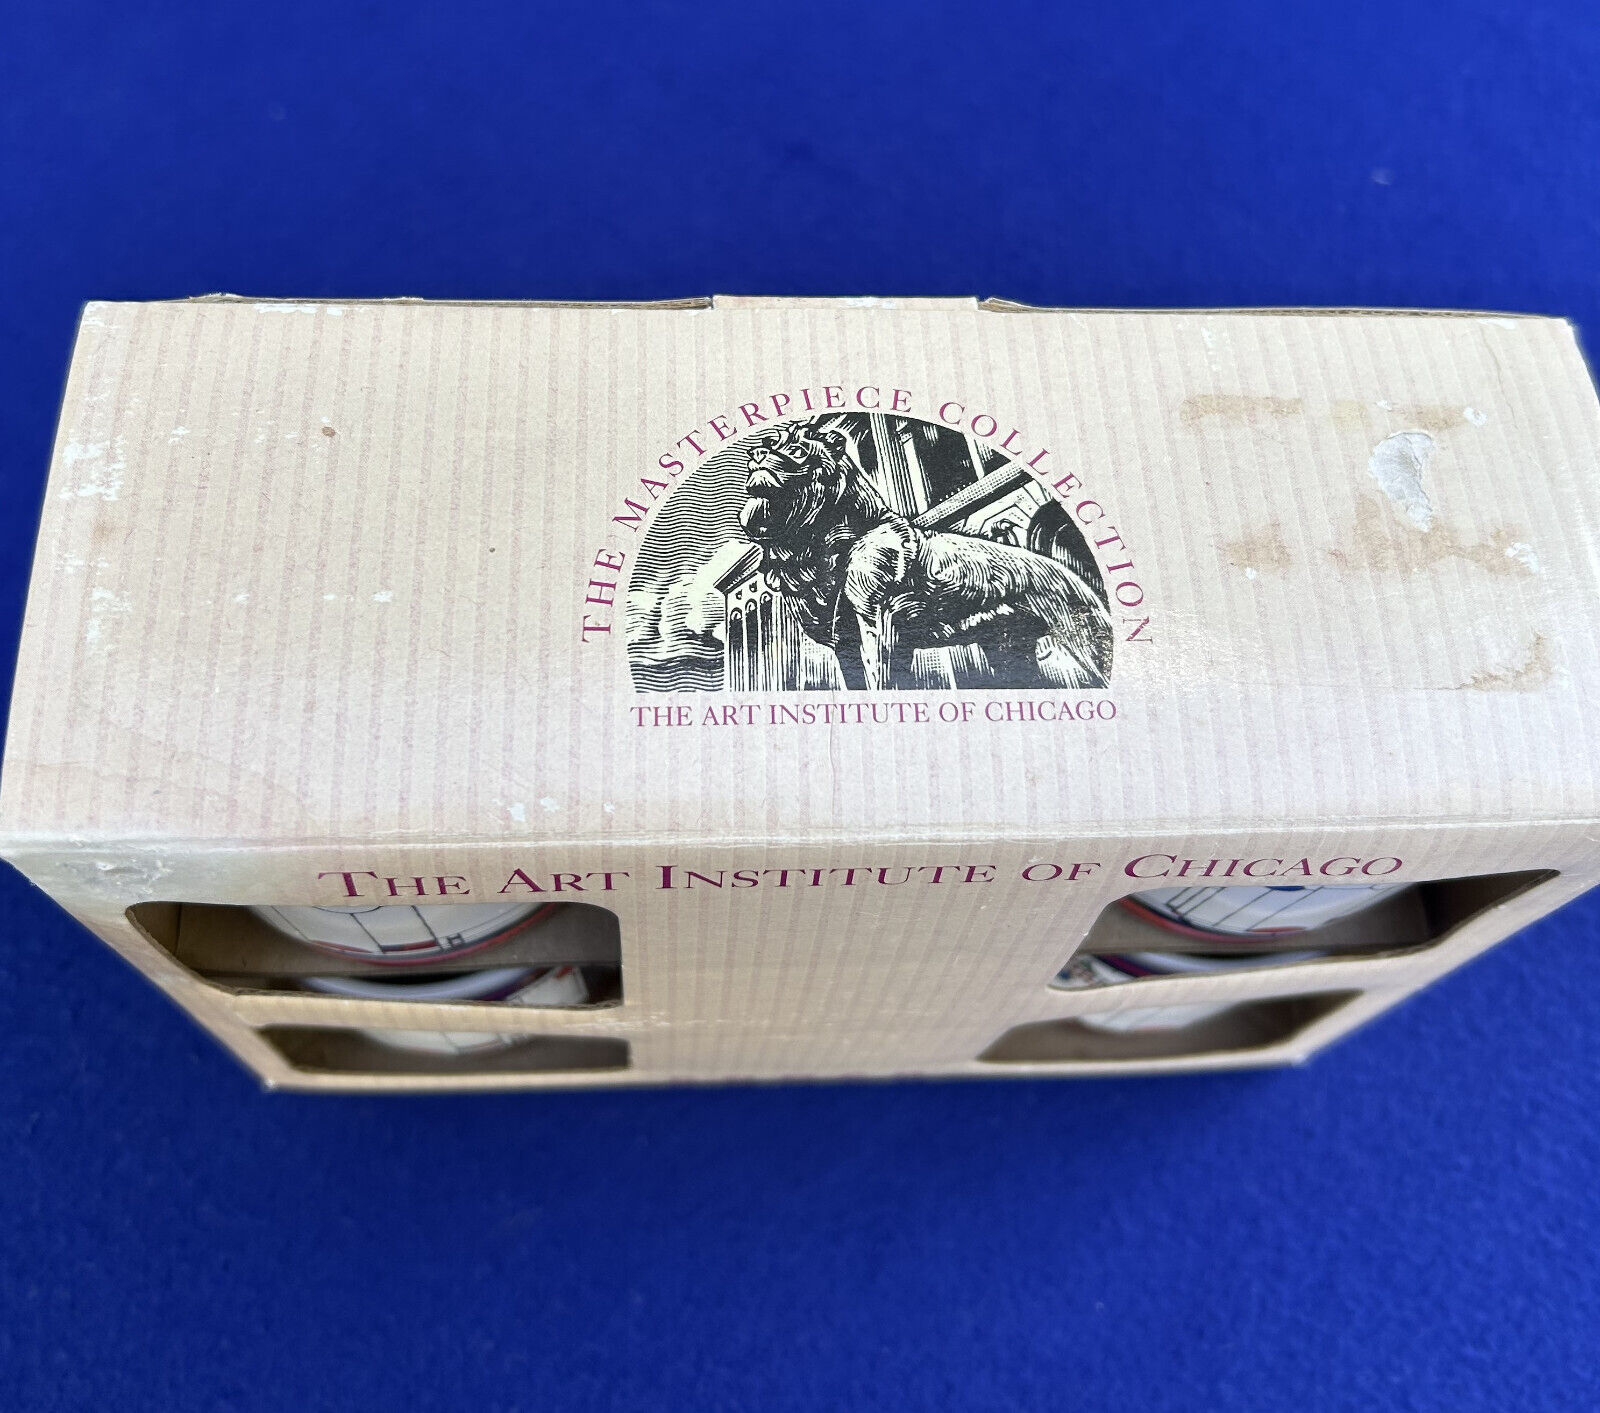 THE MASTERPIECE COLLECTION
THE ART INSTITUTE OF CHICAGO
THE ART INSTITUTE OF CHICAGO